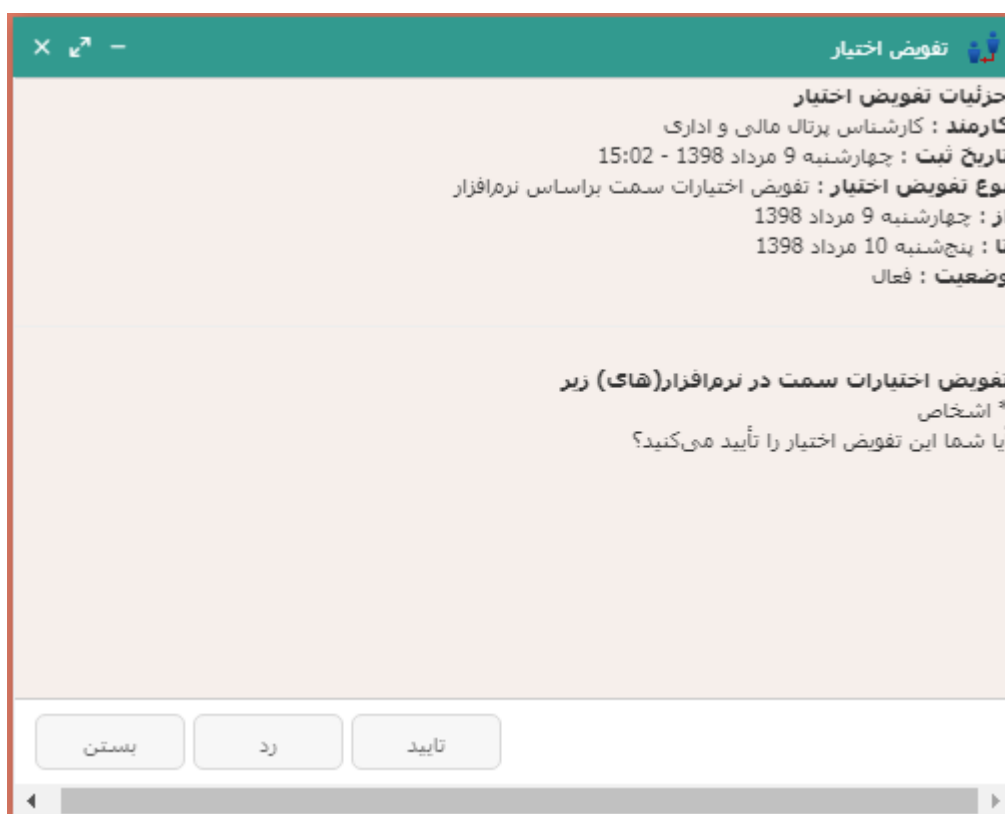 تفویض اختیار
جزئیات تفویض اختیار
کارمند : کارشناس پرتال مالی و اداری
تاریخ ثبت : چهارشنبه 9 مرداد 1398 - 15:02
نوع تفویض اختیار : تفویض اختیارات سمت براساس نرم‌افزار
از : چهارشنبه 9 مرداد 1398
تا : پنج‌شنبه 10 مرداد 1398
وضعیت : فعال
تفویض اختیارات سمت در نرم‌افزار(های) زیر
* اشخاص
آیا شما این تفویض اختیار را تأیید می‌کنید؟
تایید رد بستن